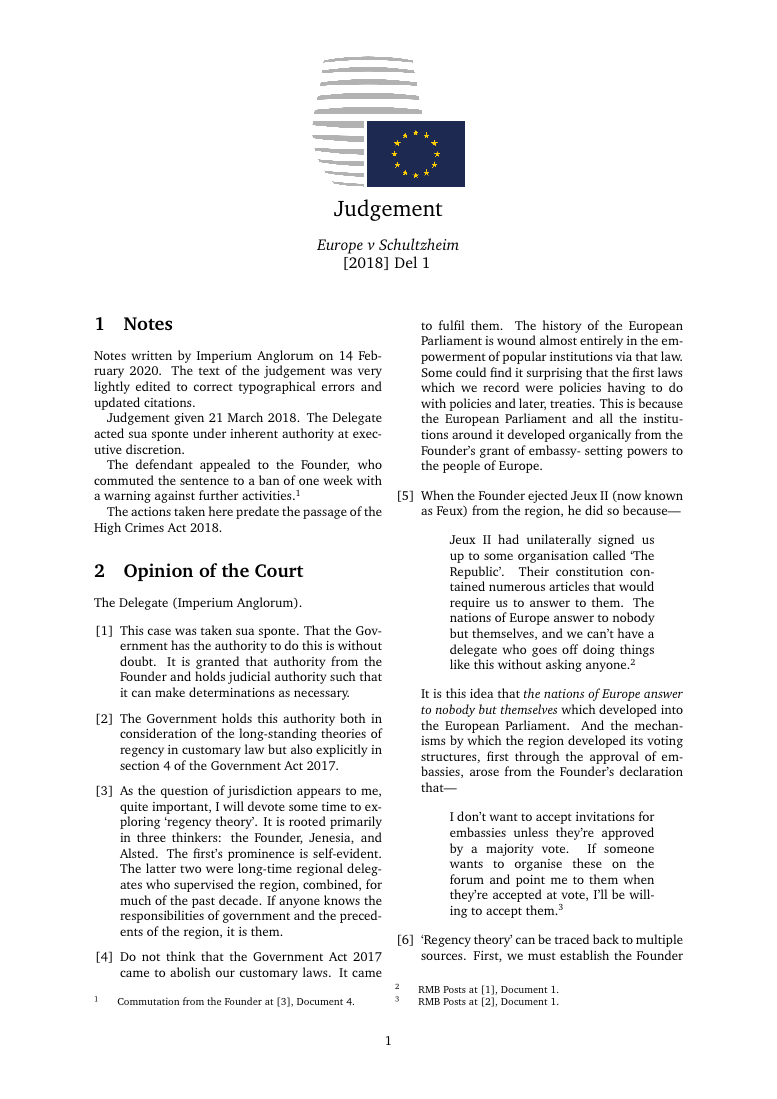 Judgement
Europe v Schultzheim
[2018] Del 1
1 Notes
Notes written by Imperium Anglorum on 14 Feb-
ruary 2020. The text of the judgement was very
lightly edited to correct typographical errors and
updated citations.
Judgement given 21 March 2018. The Delegate
acted sua sponte under inherent authority at exec-
utive discretion.
The defendant appealed to the Founder, who
commuted the sentence to a ban of one week with
a warning against further activities.1
The actions taken here predate the passage of the
High Crimes Act 2018.
2 Opinion of the Court
The Delegate (Imperium Anglorum).
[1] This case was taken sua sponte. That the Gov-
ernment has the authority to do this is without
doubt. It is granted that authority from the
Founder and holds judicial authority such that
it can make determinations as necessary.
[2] The Government holds this authority both in
consideration of the long-standing theories of
regency in customary law but also explicitly in
section 4 of the Government Act 2017.
[3] As the question of jurisdiction appears to me,
quite important, I will devote some time to ex-
ploring ‘regency theory’. It is rooted primarily
in three thinkers: the Founder, Jenesia, and
Alsted. The first’s prominence is self-evident.
The latter two were long-time regional deleg-
ates who supervised the region, combined, for
much of the past decade. If anyone knows the
responsibilities of government and the preced-
ents of the region, it is them.
[4] Do not think that the Government Act 2017
came to abolish our customary laws. It came
1 Commutation from the Founder at [3], Document 4.
to fulfil them. The history of the European
Parliament is wound almost entirely in the em-
powerment of popular institutions via that law.
Some could find it surprising that the first laws
which we record were policies having to do
with policies and later, treaties. This is because
the European Parliament and all the institu-
tions around it developed organically from the
Founder’s grant of embassy- setting powers to
the people of Europe.
[5] When the Founder ejected Jeux II (now known
as Feux) from the region, he did so because—
Jeux II had unilaterally signed us
up to some organisation called ‘The
Republic’. Their constitution con-
tained numerous articles that would
require us to answer to them. The
nations of Europe answer to nobody
but themselves, and we can’t have a
delegate who goes off doing things
like this without asking anyone.2
It is this idea that the nations of Europe answer
to nobody but themselves which developed into
the European Parliament. And the mechan-
isms by which the region developed its voting
structures, first through the approval of em-
bassies, arose from the Founder’s declaration
that—
I don’t want to accept invitations for
embassies unless they’re approved
by a majority vote. If someone
wants to organise these on the
forum and point me to them when
they’re accepted at vote, I’ll be will-
ing to accept them.3
[6] ‘Regency theory’ can be traced back to multiple
sources. First, we must establish the Founder
2 RMB Posts at [1], Document 1.
3 RMB Posts at [2], Document 1.
1